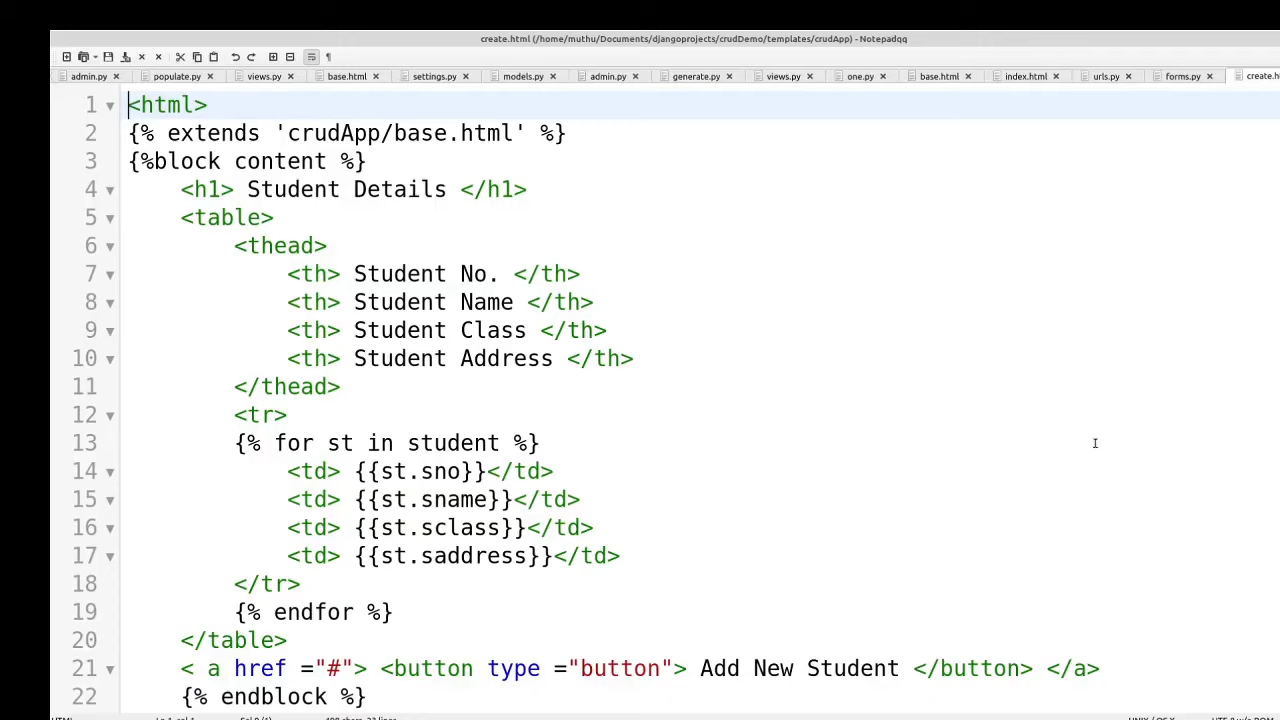 create.html (/home/muthu/Documents/djangoprojects/crudDemo/templates/crudApp) - Notepadqq
admin.py populate.py views.py base.html settings.py models.py admin.py generate.py views.py one.py base.html index.html urls.py forms.py
1 <html>
2 {% extends 'crudApp/base.html' %}
3 {%block content %}
4 <h1> Student Details </h1>
5 <table>
6 <thead>
7 <th> Student No. </th>
8 <th> Student Name </th>
9 <th> Student Class </th>
10 <th> Student Address </th>
11 </thead>
12 <tr>
13 {% for st in student %}
14 <td> {{st.sno}}</td>
15 <td> {{st.sname}}</td>
16 <td> {{st.sclass}}</td>
17 <td> {{st.saddress}}</td>
18 </tr>
19 {% endfor %}
20 </table>
21 < a href ="#"> <button type ="button"> Add New Student </button> </a>
22 {% endblock %}